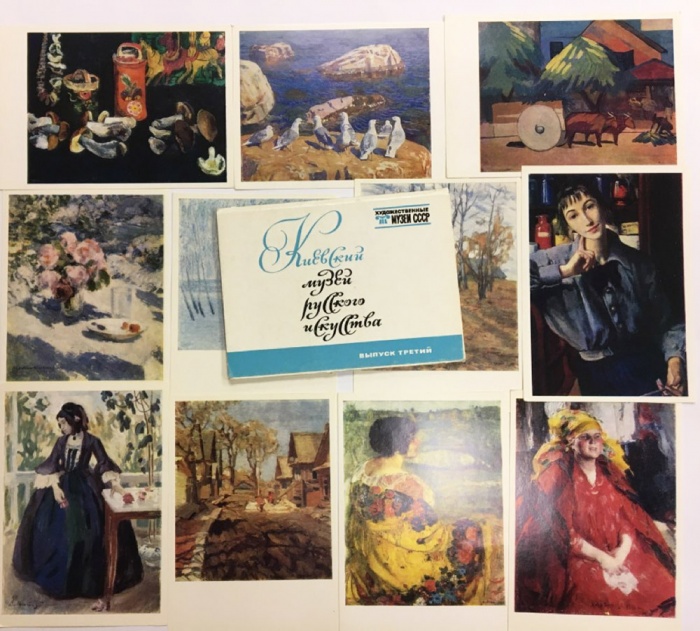 Киевский
музей
русского
искусства
ХУДОЖЕСТВЕННЫЕ
МУЗЕИ СССР
ВЫПУСК ТРЕТИЙ